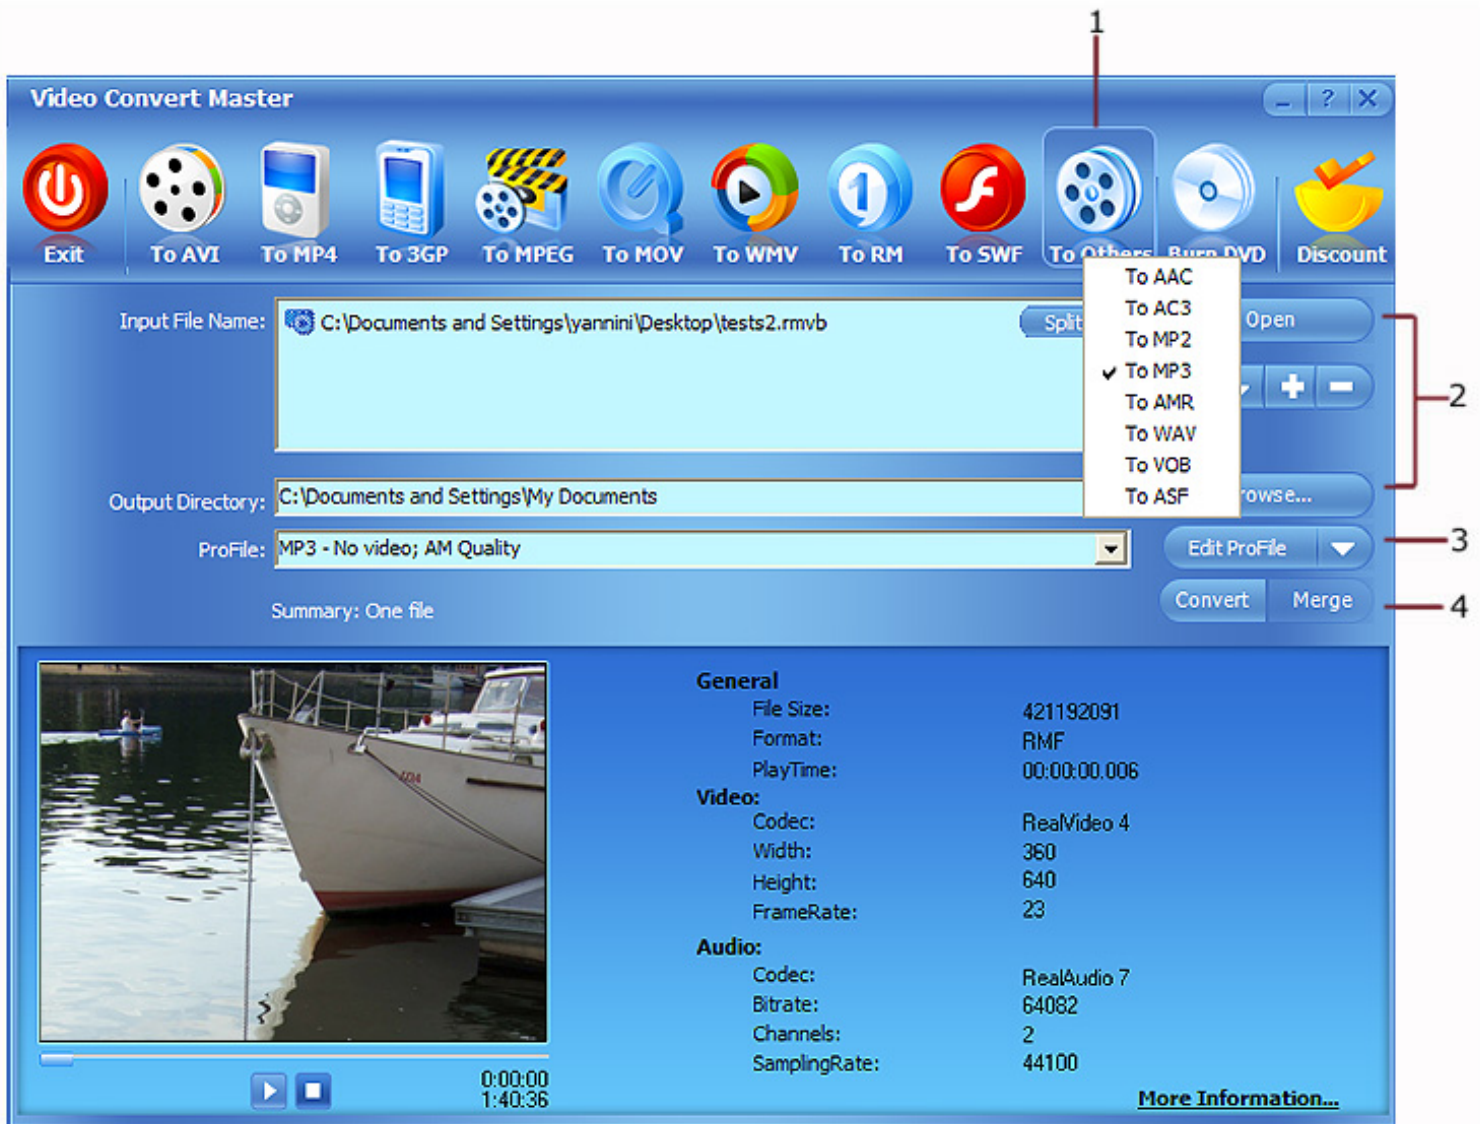 1
Video Convert Master
?
Exit
To AVI
To MP4
To 3GP
To MPEG
To MOV
To WMV
1
To RM
To SWF
To Others
Burn DVD
Discount
To AAC
To AC3
To MP2
To MP3
To AMR
To WAV
To VOB
To ASF
Input File Name:
C:\Documents and Settings\yannini\Desktop\tests2.rmvb
Split
Open
2
Output Directory:
C:\Documents and Settings\My Documents
rowse...
ProFile:
MP3 - No video; AM Quality
Edit ProFile
3
Summary: One file
Convert
Merge
4
General
File Size: 421192091
Format: RMF
PlayTime: 00:00:00.006
Video:
Codec: RealVideo 4
Width: 360
Height: 640
FrameRate: 23
Audio:
Codec: RealAudio 7
Bitrate: 64082
Channels: 2
SamplingRate: 44100
0:00:00
1:40:36
More Information...